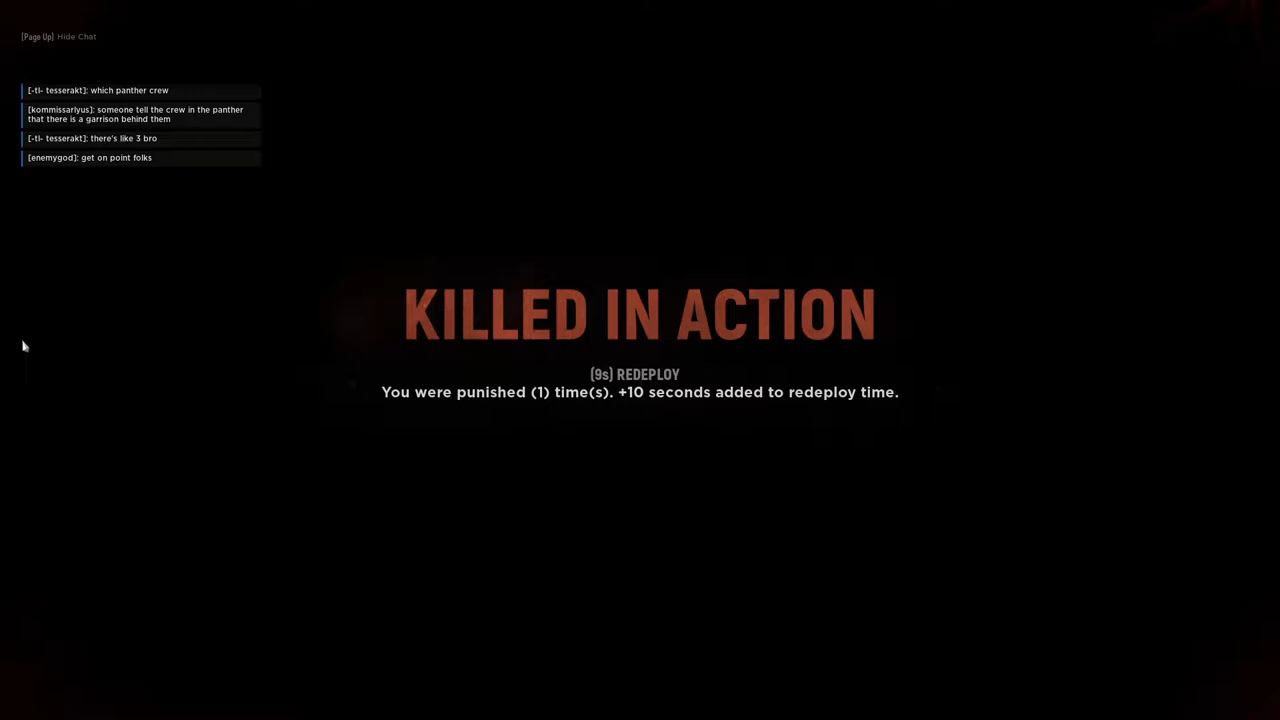 [Page Up] Hide Chat
[-tl- tesserakt]: which panther crew
[kommissarlyus]: someone tell the crew in the panther
that there is a garrison behind them
[-tl- tesserakt]: there's like 3 bro
[enemygod]: get on point folks
KILLED IN ACTION
(9s) REDEPLOY
You were punished (1) time(s). +10 seconds added to redeploy time.